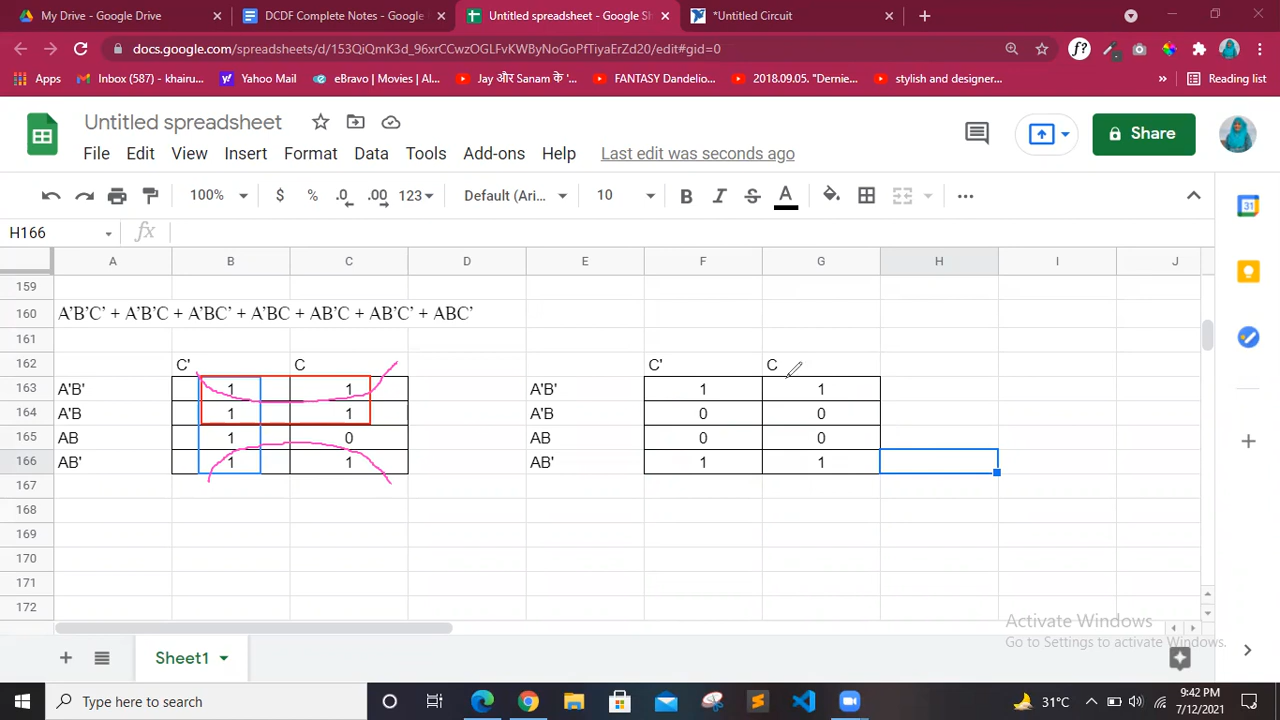 My Drive - Google Drive × DCDF Complete Notes - Google × Untitled spreadsheet - Google Sh × *Untitled Circuit × +
docs.google.com/spreadsheets/d/153QiQmK3d_96xrCCwzOGLFvKWByNoGoPfTiyaErZd20/edit#gid=0
Apps Inbox (587) - khairu... Yahoo Mail eBravo | Movies | Al... Jay और Sanam के '... FANTASY Dandelio... 2018.09.05. "Dernie... stylish and designer... » Reading list
Untitled spreadsheet
File Edit View Insert Format Data Tools Add-ons Help Last edit was seconds ago Share
100% $ % .0 .00 123 Default (Ari... 10 B I S A ...
H166 fx
A B C D E F G H I J
159
160 A'B'C' + A'B'C + A'BC' + A'BC + AB'C + AB'C' + ABC'
161
162 C' C C' C
163 A'B' 1 1 A'B' 1 1
164 A'B 1 1 A'B 0 0
165 AB 1 0 AB 0 0
166 AB' 1 1 AB' 1 1
167
168
169
170
171
172
Activate Windows
Go to Settings to activate Windows.
+ Sheet1
Type here to search 31°C 9:42 PM
7/12/2021
31